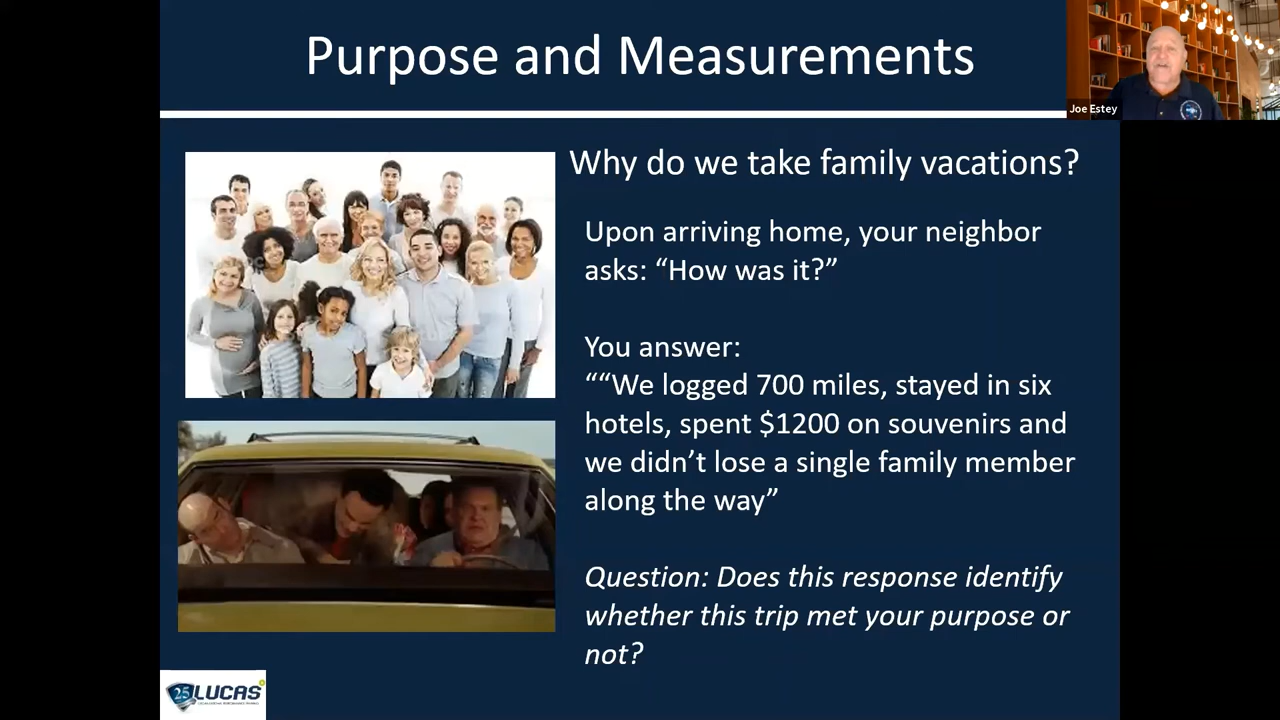 Purpose and Measurements
Joe Estey
Why do we take family vacations?
Upon arriving home, your neighbor
asks: “How was it?”
You answer:
““We logged 700 miles, stayed in six
hotels, spent $1200 on souvenirs and
we didn’t lose a single family member
along the way”
Question: Does this response identify
whether this trip met your purpose or
not?
25 LUCAS